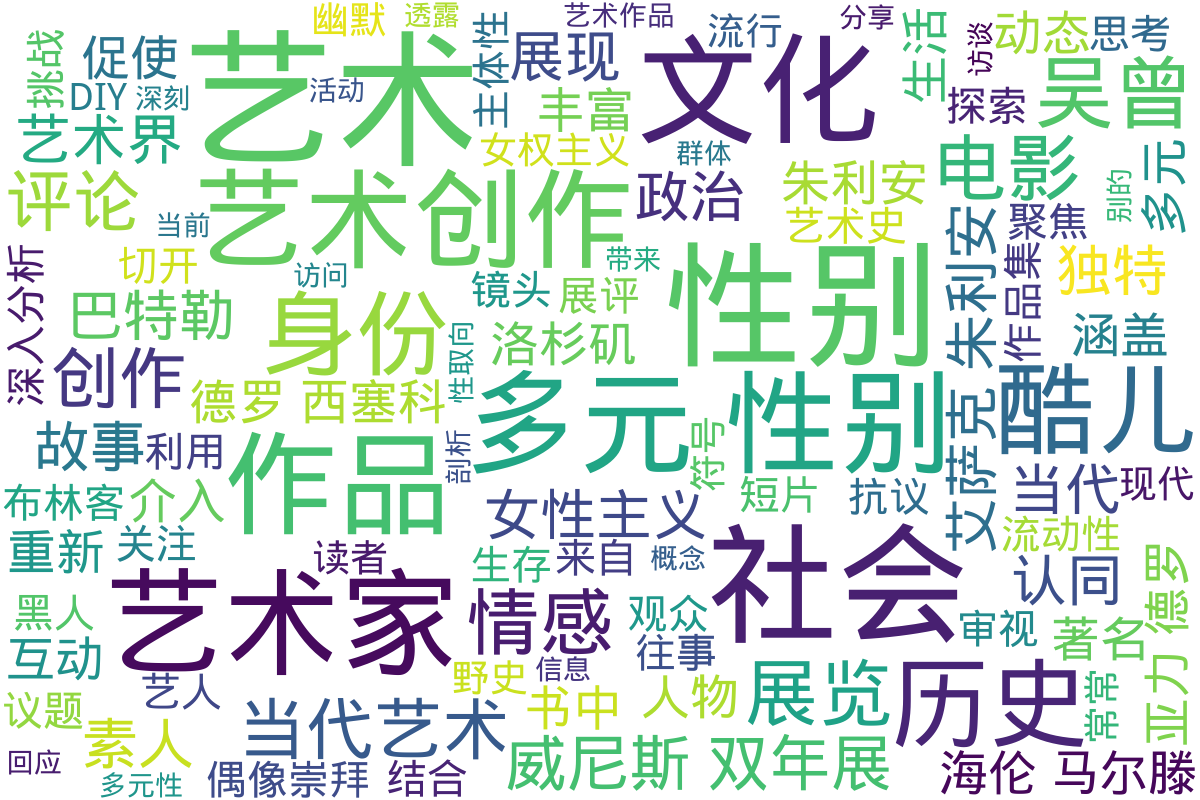 幽默
透露
艺术作品
分享
挑战
促使
艺术
主体性
展现
流行
文化
生活
访谈
动态
思考
DIY
深刻
活动
丰富
探索
吴曾
艺术界
女权主义
群体
电影
多元
评论
艺术创作
政治
朱利安
别的
当前
艺术史
朱利安
聚焦
深入分析
切开
访问
带来
性别
作品集
独特
巴特勒
身份
镜头
展评
性取向
洛杉矶
涵盖
创作
德罗 西塞科
多元 性别
酷儿
故事
利用
作品
剖析
符号
艾萨克
布林客
介入
女性主义
短片
抗议
当代
现代
重新
关注
读者
生存
来自
概念
社会
流动性
认同
黑人
艺术家
情感
观众
审视
著名
亚力 德罗
互动
往事
艺人
野史
信息
展览
历史
常常
议题
素人
当代艺术
书中
人物
回应
多元性
偶像崇拜
结合
威尼斯 双年展
海伦 马尔滕